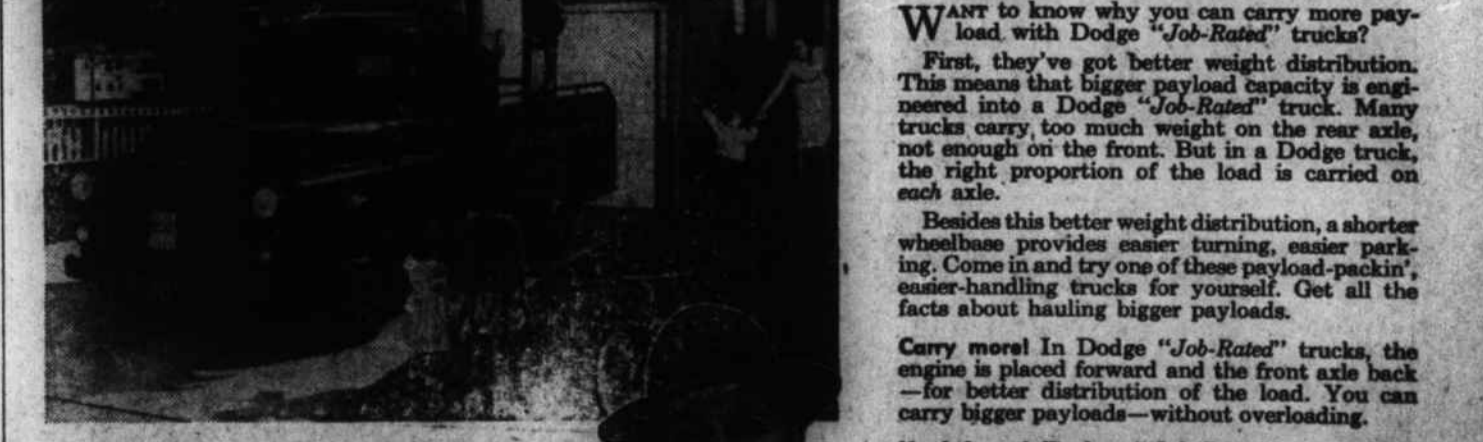 WANT to know why you can carry more pay-
load with Dodge "Job-Rated" trucks?
First, they've got better weight distribution.
This means that bigger payload capacity is engi-
neered into a Dodge "Job-Rated" truck. Many
trucks carry too much weight on the rear axle,
not enough on the front. But in a Dodge truck,
the right proportion of the load is carried on
each axle.
Besides this better weight distribution, a shorter
wheelbase provides easier turning, easier park-
ing. Come in and try one of these payload-packin',
easier-handling trucks for yourself. Get all the
facts about hauling bigger payloads.
Carry more! In Dodge "Job-Rated" trucks, the
engine is placed forward and the front axle back
—for better distribution of the load. You can
carry bigger payloads—without overloading.